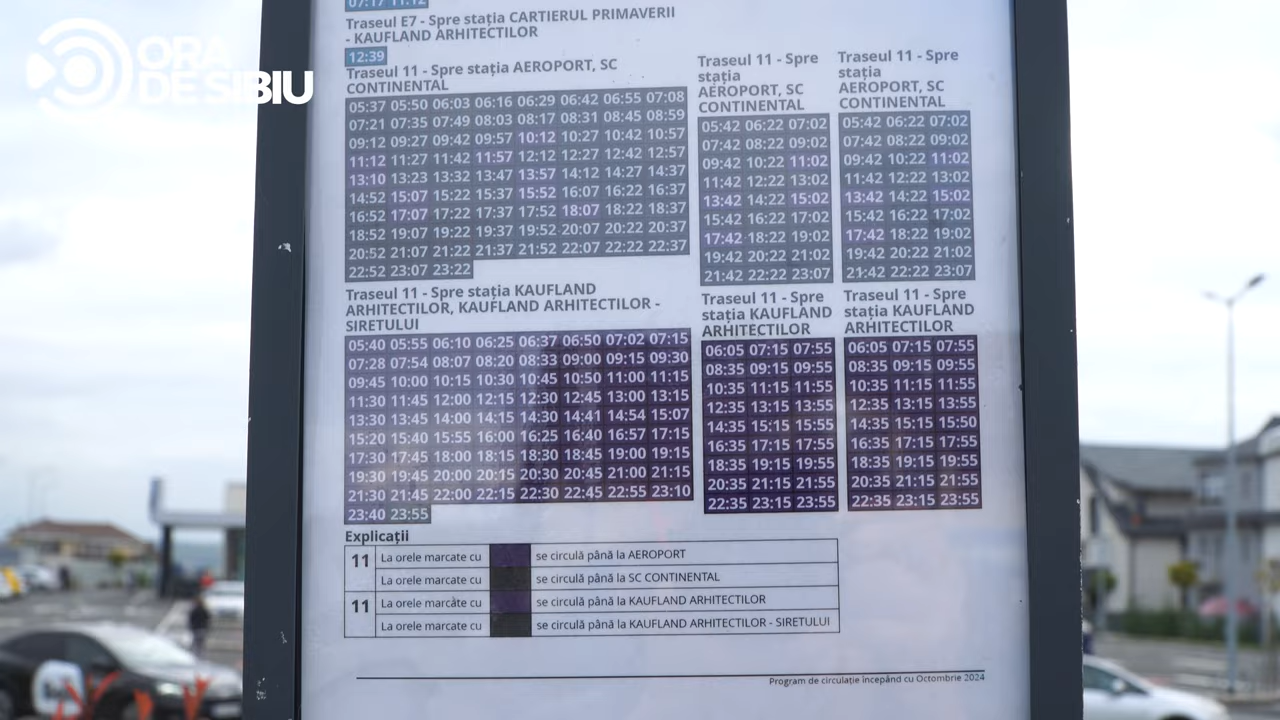 ORA
DE SIBIU
07:17 11:12
Traseul E7 - Spre stația CARTIERUL PRIMAVERII
- KAUFLAND ARHITECTILOR
12:39
Traseul 11 - Spre stația AEROPORT, SC
CONTINENTAL
05:37 05:50 06:03 06:16 06:29 06:42 06:55 07:08
07:21 07:35 07:49 08:03 08:17 08:31 08:45 08:59
09:12 09:27 09:42 09:57 10:12 10:27 10:42 10:57
11:12 11:27 11:42 11:57 12:12 12:27 12:42 12:57
13:10 13:23 13:32 13:47 13:57 14:12 14:27 14:37
14:52 15:07 15:22 15:37 15:52 16:07 16:22 16:37
16:52 17:07 17:22 17:37 17:52 18:07 18:22 18:37
18:52 19:07 19:22 19:37 19:52 20:07 20:22 20:37
20:52 21:07 21:22 21:37 21:52 22:07 22:22 22:37
22:52 23:07 23:22
Traseul 11 - Spre
stația
AEROPORT, SC
CONTINENTAL
05:42 06:22 07:02
07:42 08:22 09:02
09:42 10:22 11:02
11:42 12:22 13:02
13:42 14:22 15:02
15:42 16:22 17:02
17:42 18:22 19:02
19:42 20:22 21:02
21:42 22:22 23:07
Traseul 11 - Spre
stația
AEROPORT, SC
CONTINENTAL
05:42 06:22 07:02
07:42 08:22 09:02
09:42 10:22 11:02
11:42 12:22 13:02
13:42 14:22 15:02
15:42 16:22 17:02
17:42 18:22 19:02
19:42 20:22 21:02
21:42 22:22 23:07
Traseul 11 - Spre stația KAUFLAND
ARHITECTILOR, KAUFLAND ARHITECTILOR -
SIRETULUI
05:40 05:55 06:10 06:25 06:37 06:50 07:02 07:15
07:28 07:54 08:07 08:20 08:33 09:00 09:15 09:30
09:45 10:00 10:15 10:30 10:45 10:50 11:00 11:15
11:30 11:45 12:00 12:15 12:30 12:45 13:00 13:15
13:30 13:45 14:00 14:15 14:30 14:41 14:54 15:07
15:20 15:40 15:55 16:00 16:25 16:40 16:57 17:15
17:30 17:45 18:00 18:15 18:30 18:45 19:00 19:15
19:30 19:45 20:00 20:15 20:30 20:45 21:00 21:15
21:30 21:45 22:00 22:15 22:30 22:45 22:55 23:10
23:40 23:55
Traseul 11 - Spre
stația KAUFLAND
ARHITECTILOR
06:05 07:15 07:55
08:35 09:15 09:55
10:35 11:15 11:55
12:35 13:15 13:55
14:35 15:15 15:55
16:35 17:15 17:55
18:35 19:15 19:55
20:35 21:15 21:55
22:35 23:15 23:55
Traseul 11 - Spre
stația KAUFLAND
ARHITECTILOR
06:05 07:15 07:55
08:35 09:15 09:55
10:35 11:15 11:55
12:35 13:15 13:55
14:35 15:15 15:50
16:35 17:15 17:55
18:35 19:15 19:55
20:35 21:15 21:55
22:35 23:15 23:55
Explicații
11 La orele marcate cu se circulă până la AEROPORT
La orele marcate cu se circulă până la SC CONTINENTAL
11 La orele marcate cu se circulă până la KAUFLAND ARHITECTILOR
La orele marcate cu se circulă până la KAUFLAND ARHITECTILOR - SIRETULUI
Program de circulație începând cu Octombrie 2024